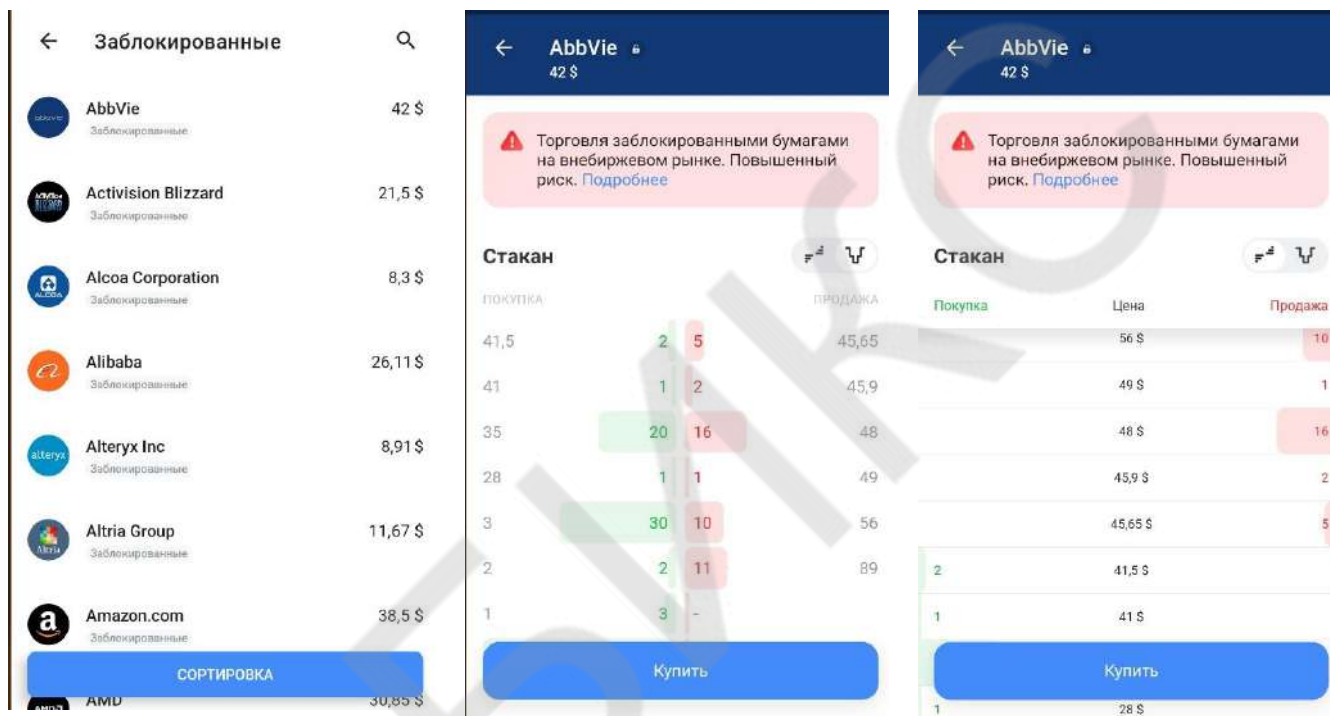 Заблокированные
AbbVie
42 $
Заблокированные
Activision Blizzard
21,5 $
Заблокированные
Alcoa Corporation
8,3 $
Заблокированные
Alibaba
26,11 $
Заблокированные
alteryx
Alteryx Inc
8,91 $
Заблокированные
Altria
Altria Group
11,67 $
Заблокированные
Amazon.com
38,5 $
Заблокированные
СОРТИРОВКА
AMD
30,85 $
AbbVie
42 $
Торговля заблокированными бумагами
на внебиржевом рынке. Повышенный
риск. Подробнее
Стакан
ПОКУПКА ПРОДАЖА
41,5 2 5 45,65
41 1 2 45,9
35 20 16 48
28 1 1 49
3 30 10 56
2 2 11 89
1 3 -
Купить
AbbVie
42 $
Торговля заблокированными бумагами
на внебиржевом рынке. Повышенный
риск. Подробнее
Стакан
Покупка Цена Продажа
56 $ 10
49 $ 1
48 $ 16
45,9 $ 2
45,65 $ 5
2 41,5 $
1 41 $
Купить
1 28 $